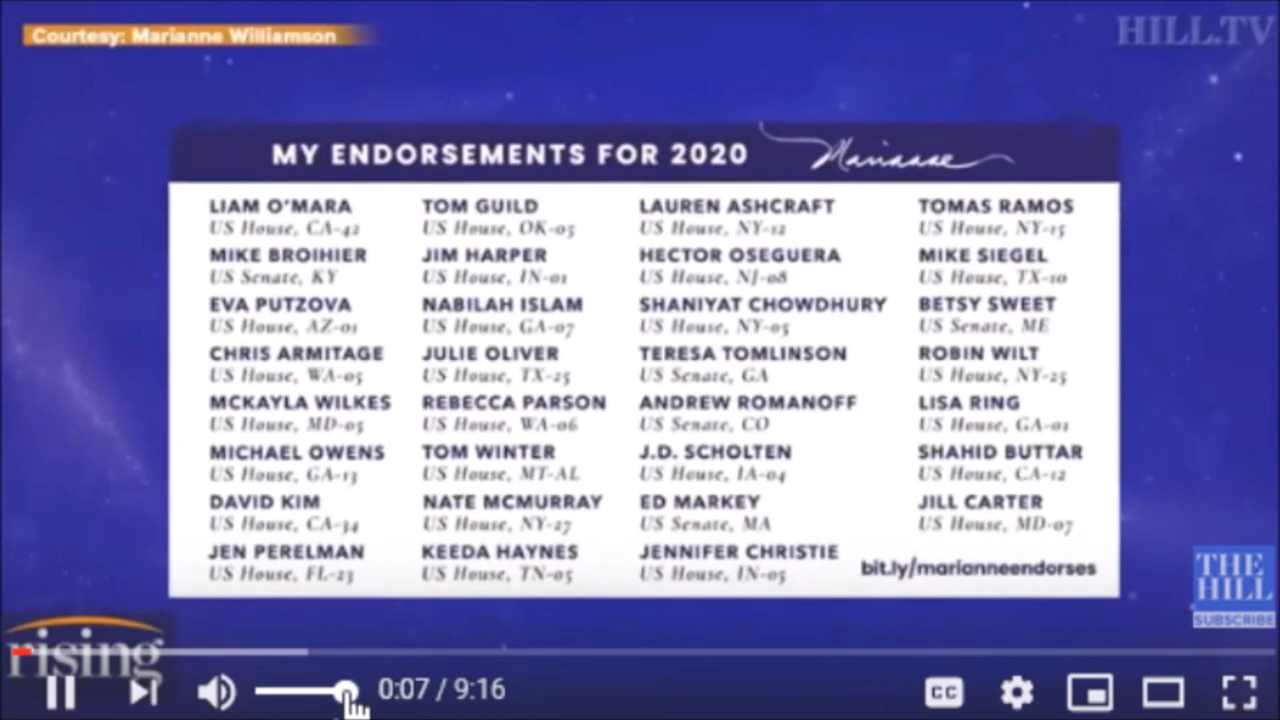 Courtesy: Marianne Williamson
HILL.TV
MY ENDORSEMENTS FOR 2020 Marianne
LIAM O'MARA
US House, CA-42
MIKE BROIHIER
US Senate, KY
EVA PUTZOVA
US House, AZ-01
CHRIS ARMITAGE
US House, WA-05
MCKAYLA WILKES
US House, MD-05
MICHAEL OWENS
US House, GA-13
DAVID KIM
US House, CA-34
JEN PERELMAN
US House, FL-23
TOM GUILD
US House, OK-05
JIM HARPER
US House, IN-01
NABILAH ISLAM
US House, GA-07
JULIE OLIVER
US House, TX-25
REBECCA PARSON
US House, WA-06
TOM WINTER
US House, MT-AL
NATE MCMURRAY
US House, NY-27
KEEDA HAYNES
US House, TN-05
LAUREN ASHCRAFT
US House, NY-12
HECTOR OSEGUERA
US House, NJ-08
SHANIYAT CHOWDHURY
US House, NY-05
TERESA TOMLINSON
US Senate, GA
ANDREW ROMANOFF
US Senate, CO
J.D. SCHOLTEN
US House, IA-04
ED MARKEY
US Senate, MA
JENNIFER CHRISTIE
US House, IN-05
TOMAS RAMOS
US House, NY-15
MIKE SIEGEL
US House, TX-10
BETSY SWEET
US Senate, ME
ROBIN WILT
US House, NY-25
LISA RING
US House, GA-01
SHAHID BUTTAR
US House, CA-12
JILL CARTER
US House, MD-07
bit.ly/marianneendorses
THE
HILL
SUBSCRIBE
rising
0:07 / 9:16
CC